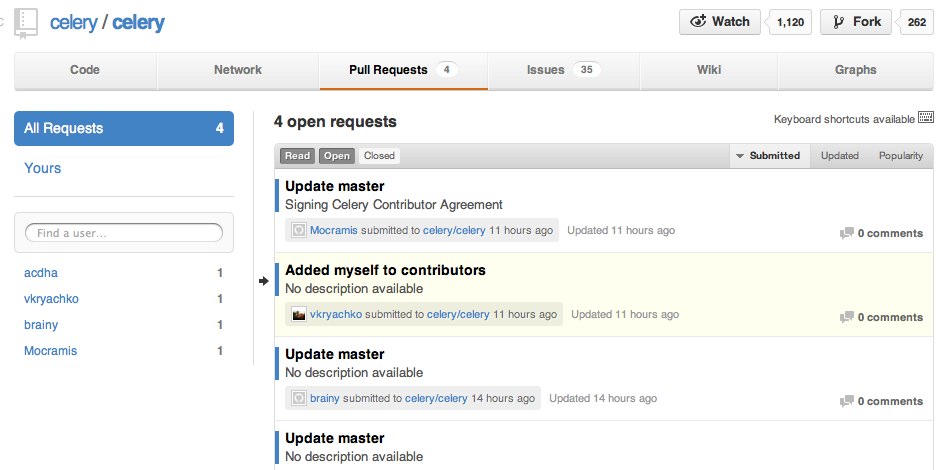 celery / celery
Watch 1,120 Fork 262
Code Network Pull Requests 4 Issues 35 Wiki Graphs
All Requests 4
Yours
Find a user...
acdha 1
vkryachko 1
brainy 1
Mocramis 1
4 open requests
Keyboard shortcuts available
Read Open Closed Submitted Updated Popularity
Update master
Signing Celery Contributor Agreement
Mocramis submitted to celery/celery 11 hours ago Updated 11 hours ago 0 comments
Added myself to contributors
No description available
vkryachko submitted to celery/celery 11 hours ago Updated 11 hours ago 0 comments
Update master
No description available
brainy submitted to celery/celery 14 hours ago Updated 14 hours ago 0 comments
Update master
No description available